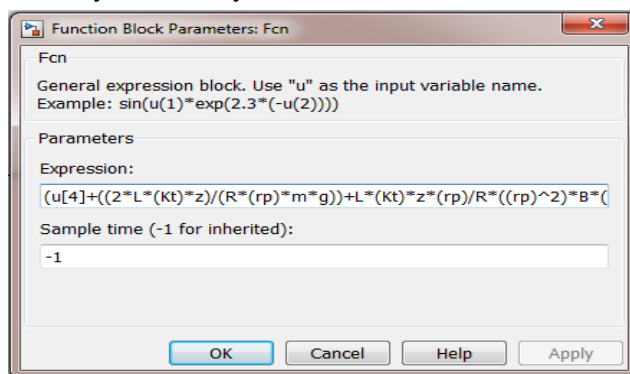 Function Block Parameters: Fcn
Fcn
General expression block. Use "u" as the input variable name.
Example: sin(u(1)*exp(2.3*(-u(2))))
Parameters
Expression:
(u[4]+((2*L*(Kt)*z)/(R*(rp)*m*g))+L*(Kt)*z*(rp)/R*((rp)^2)*B*(
Sample time (-1 for inherited):
-1
OK Cancel Help Apply